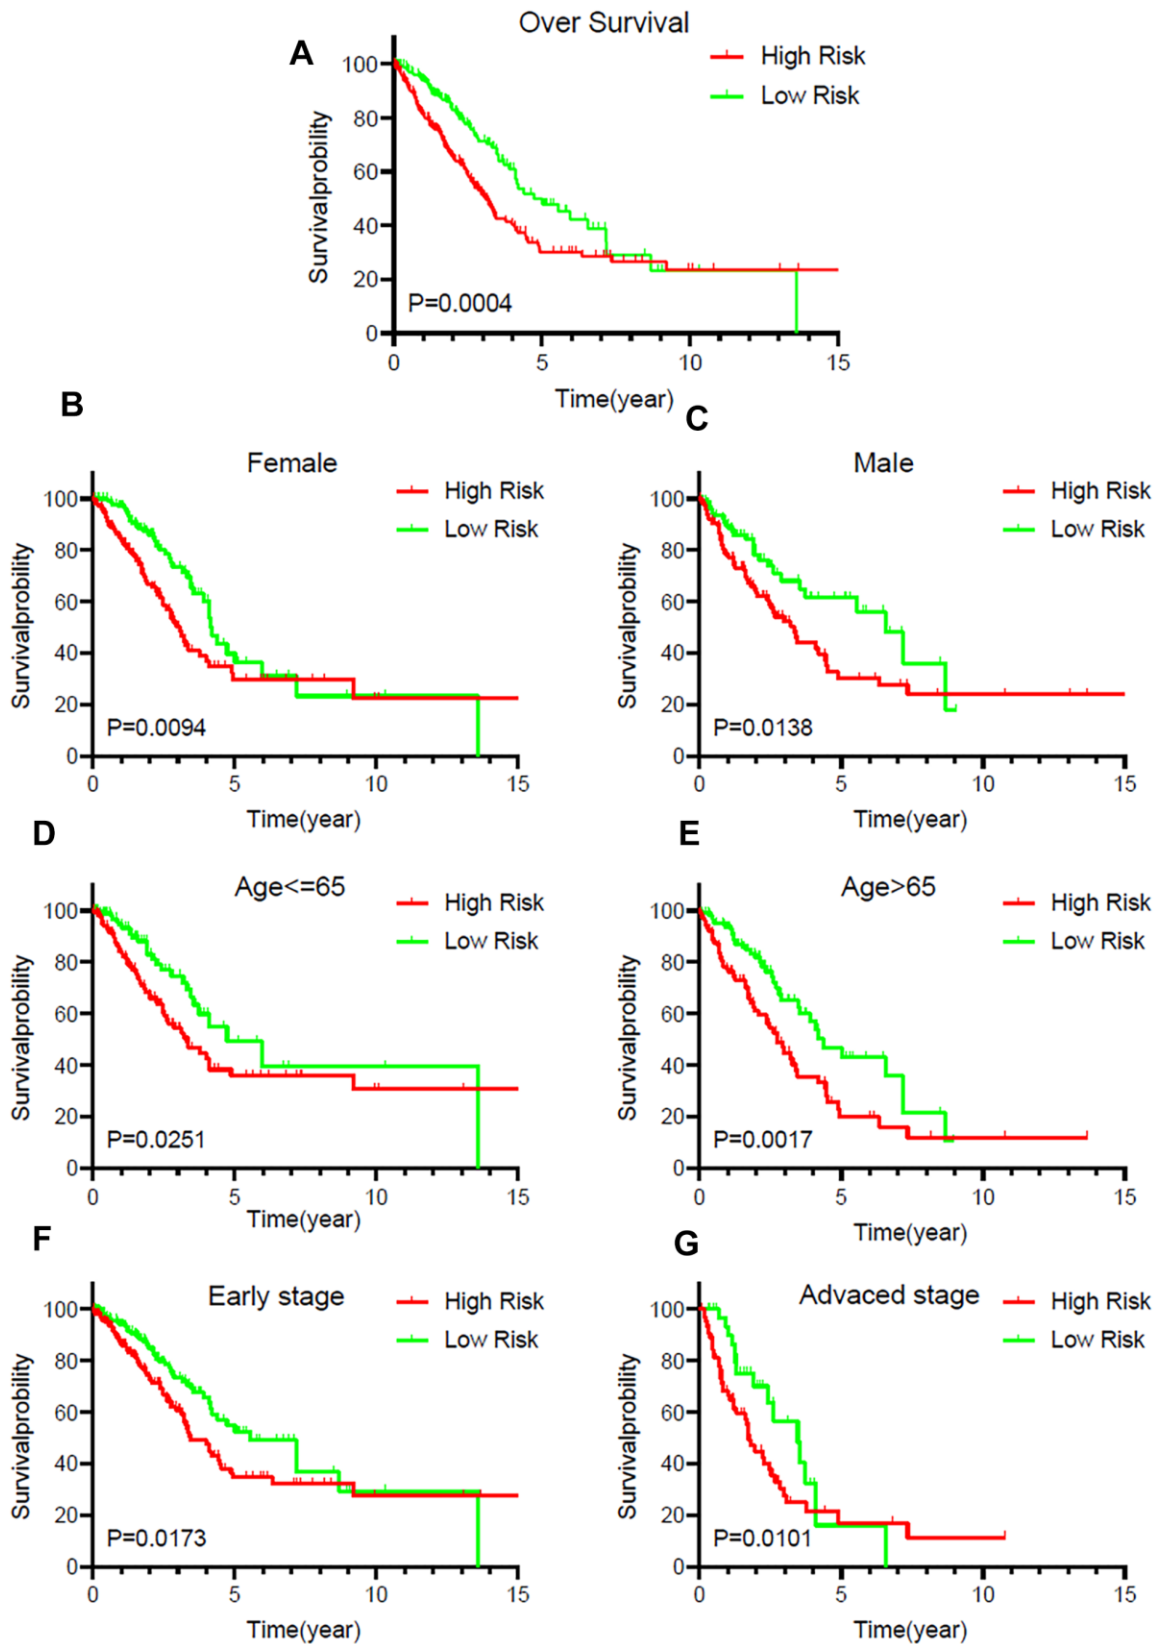 Over Survival
A
High Risk
Low Risk
Survivalprobility
100
80
60
40
20
0
P=0.0004
0 5 10 15
Time(year)
B
Female
High Risk
Low Risk
Survivalprobility
100
80
60
40
20
0
P=0.0094
0 5 10 15
Time(year)
C
Male
High Risk
Low Risk
Survivalprobility
100
80
60
40
20
0
P=0.0138
0 5 10 15
Time(year)
D
Age<=65
High Risk
Low Risk
Survivalprobility
100
80
60
40
20
0
P=0.0251
0 5 10 15
Time(year)
E
Age>65
High Risk
Low Risk
Survivalprobility
100
80
60
40
20
0
P=0.0017
0 5 10 15
Time(year)
F
Early stage
High Risk
Low Risk
Survivalprobility
100
80
60
40
20
0
P=0.0173
0 5 10 15
Time(year)
G
Advaced stage
High Risk
Low Risk
Survivalprobility
100
80
60
40
20
0
P=0.0101
0 5 10 15
Time(year)